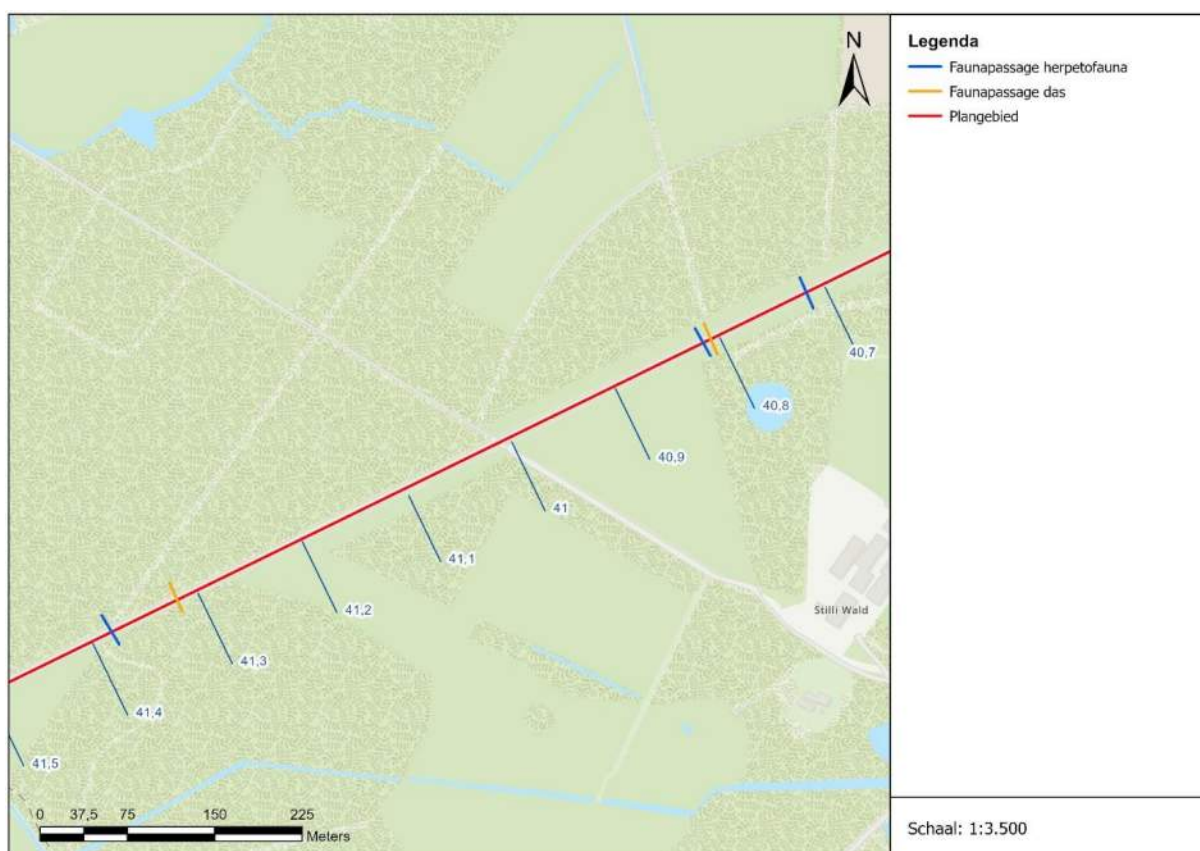 N
Legenda
Faunapassage herpetofauna
Faunapassage das
Plangebied
40,7
40,8
40,9
41
41,1
41,2
Stilli Wald
41,3
41,4
41,5
0 37,5 75 150 225
Meters
Schaal: 1:3.500